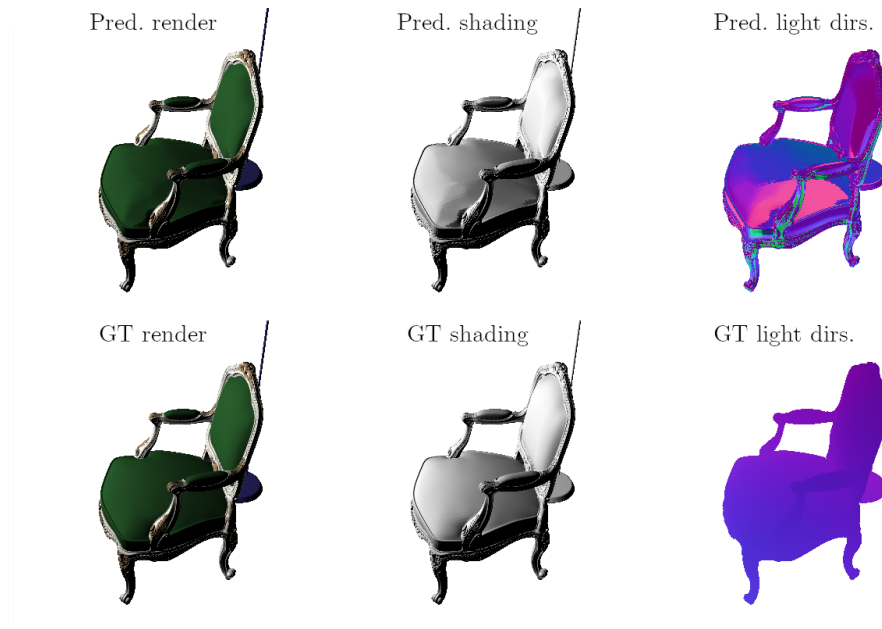 Pred. render
Pred. shading
Pred. light dirs.
GT render
GT shading
GT light dirs.